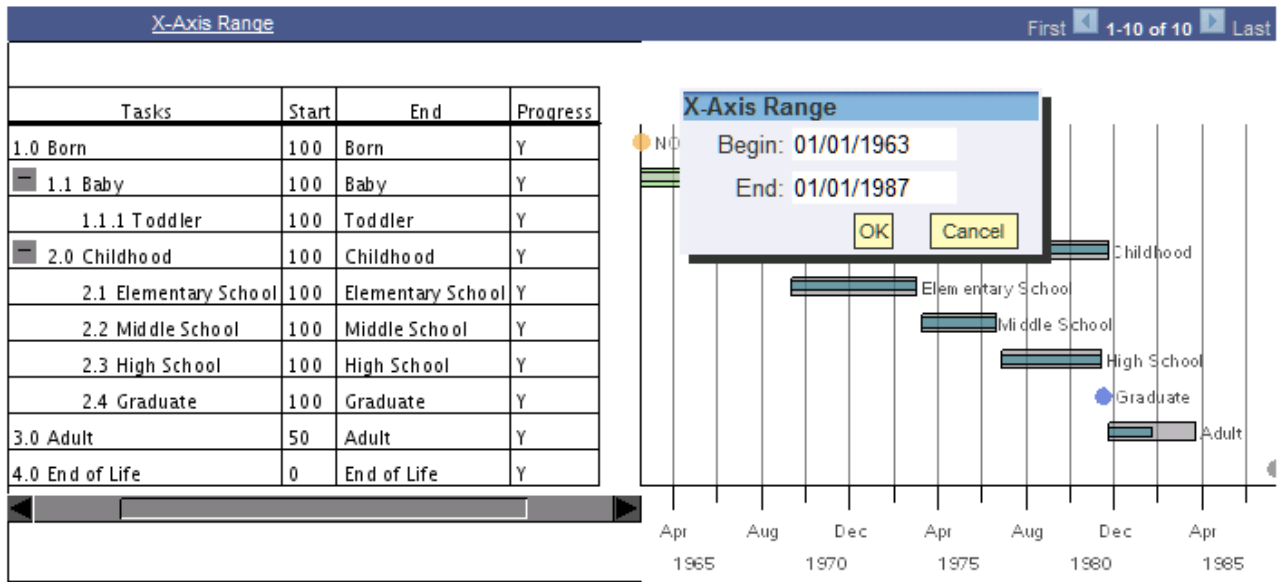 X-Axis Range First 1-10 of 10 Last
Tasks Start End Progress
1.0 Born 100 Born Y
1.1 Baby 100 Baby Y
1.1.1 Toddler 100 Toddler Y
2.0 Childhood 100 Childhood Y
2.1 Elementary School 100 Elementary School Y
2.2 Middle School 100 Middle School Y
2.3 High School 100 High School Y
2.4 Graduate 100 Graduate Y
3.0 Adult 50 Adult Y
4.0 End of Life 0 End of Life Y
X-Axis Range
Begin: 01/01/1963
End: 01/01/1987
OK Cancel
Childhood
Elementary School
Middle School
High School
Graduate
Adult
Apr Aug Dec Apr Aug Dec Apr
1965 1970 1975 1980 1985